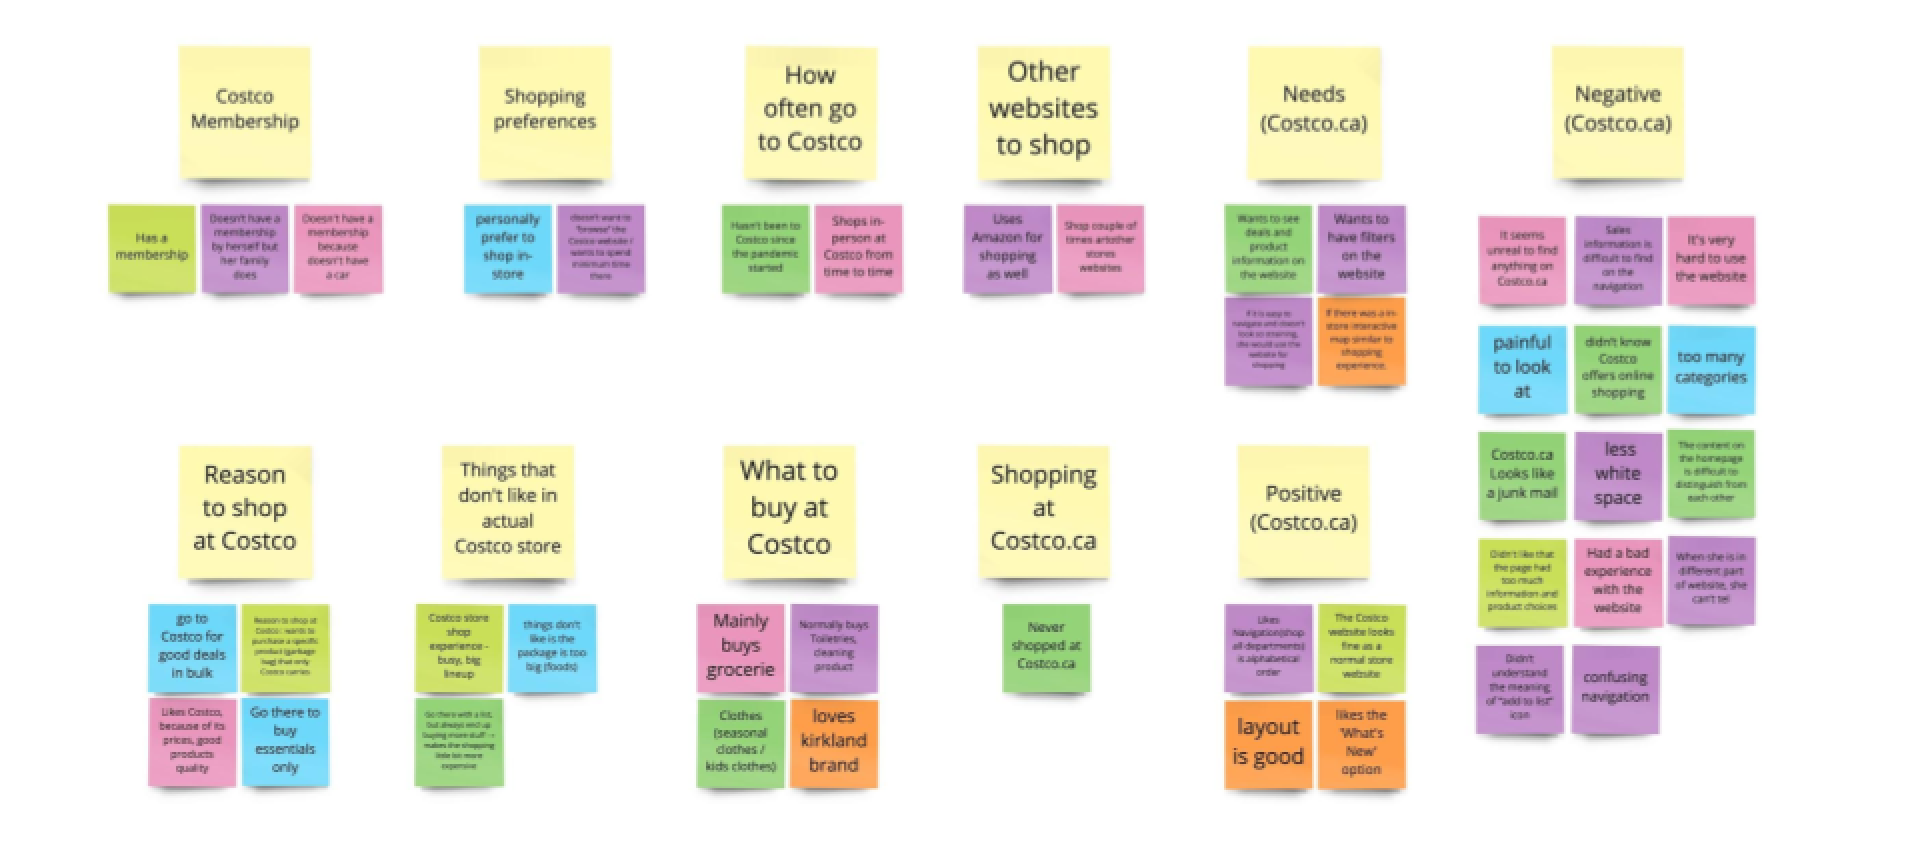 Costco
Membership
Has a
membership
Doesn't have a
membership
by herself but
her family
does
Doesn't have a
membership
because
doesn't have
a car
Shopping
preferences
personally
prefer to
shop in-
store
doesn't want to
"browse" the
Costco website /
wants to spend
minimum time
there
How
often go
to Costco
Hasn't been to
Costco since
the pandemic
started
Shops in-
person at
Costco from
time to time
Other
websites
to shop
Uses
Amazon for
shopping
as well
Shop couple of
times another
stores
websites
Needs
(Costco.ca)
Wants to see
deals and
product
information on
the website
Wants to
have filters
on the
website
if it is easy to
navigate and doesn't
look so straining,
she would use the
website for
shopping
If there was a in-
store interactive
map similar to
shopping
experience.
Negative
(Costco.ca)
It seems
unreal to find
anything on
Costco.ca
Sales
information is
difficult to find
on the
navigation
It's very
hard to use
the website
painful
to look
at
didn't know
Costco
offers online
shopping
too many
categories
Costco.ca
Looks like
a junk mail
less
white
space
The content on
the homepage
is difficult to
distinguish from
each other
Didn't like that
the page had
too much
information and
product choices
Had a bad
experience
with the
website
When she is in
different part
of website, she
can't tel
Didn't
understand
the meaning
of "add to list"
icon
confusing
navigation
Reason
to shop
at Costco
go to
Costco for
good deals
in bulk
Reason to shop at
Costco : wants to
purchase a specific
product (garbage
bag) that only
Costco carries
Likes Costco,
because of its
prices, good
products
quality
Go there to
buy
essentials
only
Things that
don't like in
actual
Costco store
Costco store
shop
experience -
busy, big
lineup
things don't
like is the
package is too
big (foods)
Go there with a list,
but always end up
buying more stuff ->
makes the shopping
little bit more
expensive
What to
buy at
Costco
Mainly
buys
grocerie
Normally buys
Toiletries,
cleaning
product
Clothes
(seasonal
clothes /
kids clothes)
loves
kirkland
brand
Shopping
at
Costco.ca
Never
shopped at
Costco.ca
Positive
(Costco.ca)
Likes
Navigation(shop
all departments)
is alphabetical
order
The Costco
website looks
fine as a
normal store
website
layout
is good
likes the
'What's
New'
option